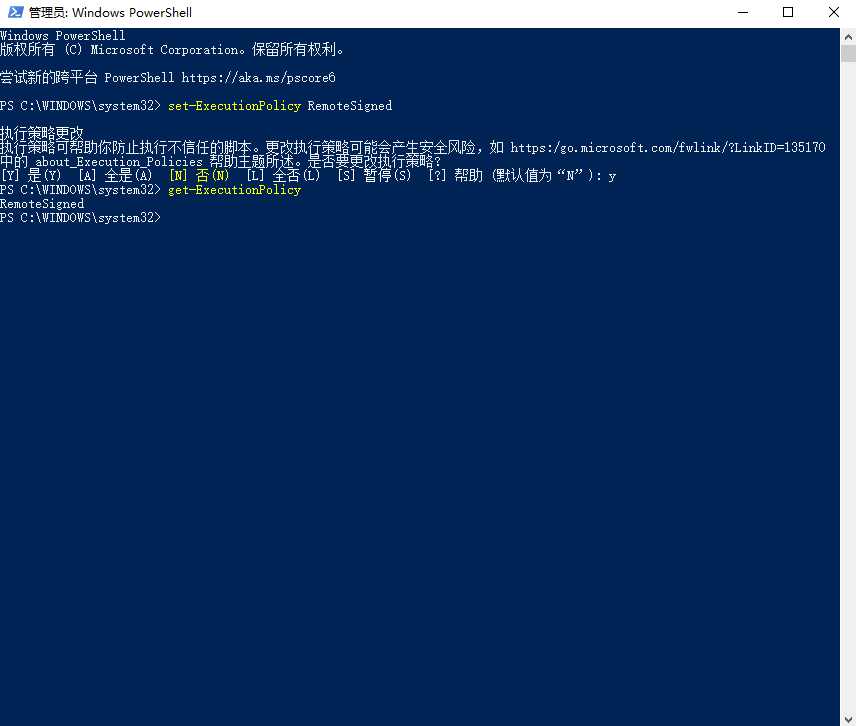 管理员: Windows PowerShell
Windows PowerShell
版权所有 (C) Microsoft Corporation。保留所有权利。
尝试新的跨平台 PowerShell https://aka.ms/pscore6
PS C:\WINDOWS\system32> set-ExecutionPolicy RemoteSigned
执行策略更改
执行策略可帮助你防止执行不信任的脚本。更改执行策略可能会产生安全风险，如 https:/go.microsoft.com/fwlink/?LinkID=135170
中的 about_Execution_Policies 帮助主题所述。是否要更改执行策略?
[Y] 是(Y)  [A] 全是(A)  [N] 否(N)  [L] 全否(L)  [S] 暂停(S)  [?] 帮助 (默认值为“N”): y
PS C:\WINDOWS\system32> get-ExecutionPolicy
RemoteSigned
PS C:\WINDOWS\system32>